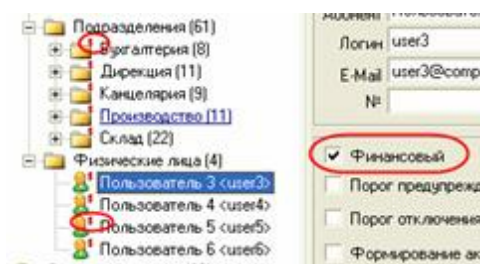 Подразделения (61)
Бухгалтерия (8)
Дирекция (11)
Канцелярия (9)
Производство (11)
Склад (22)
Физические лица (4)
Пользователь 3 <user3>
Пользователь 4 <user4>
Пользователь 5 <user5>
Пользователь 6 <user6>
Абонент
Логин user3
E-Mail user3@comp
№
Финансовый
Порог предупрежд
Порог отключения
Формирование ак